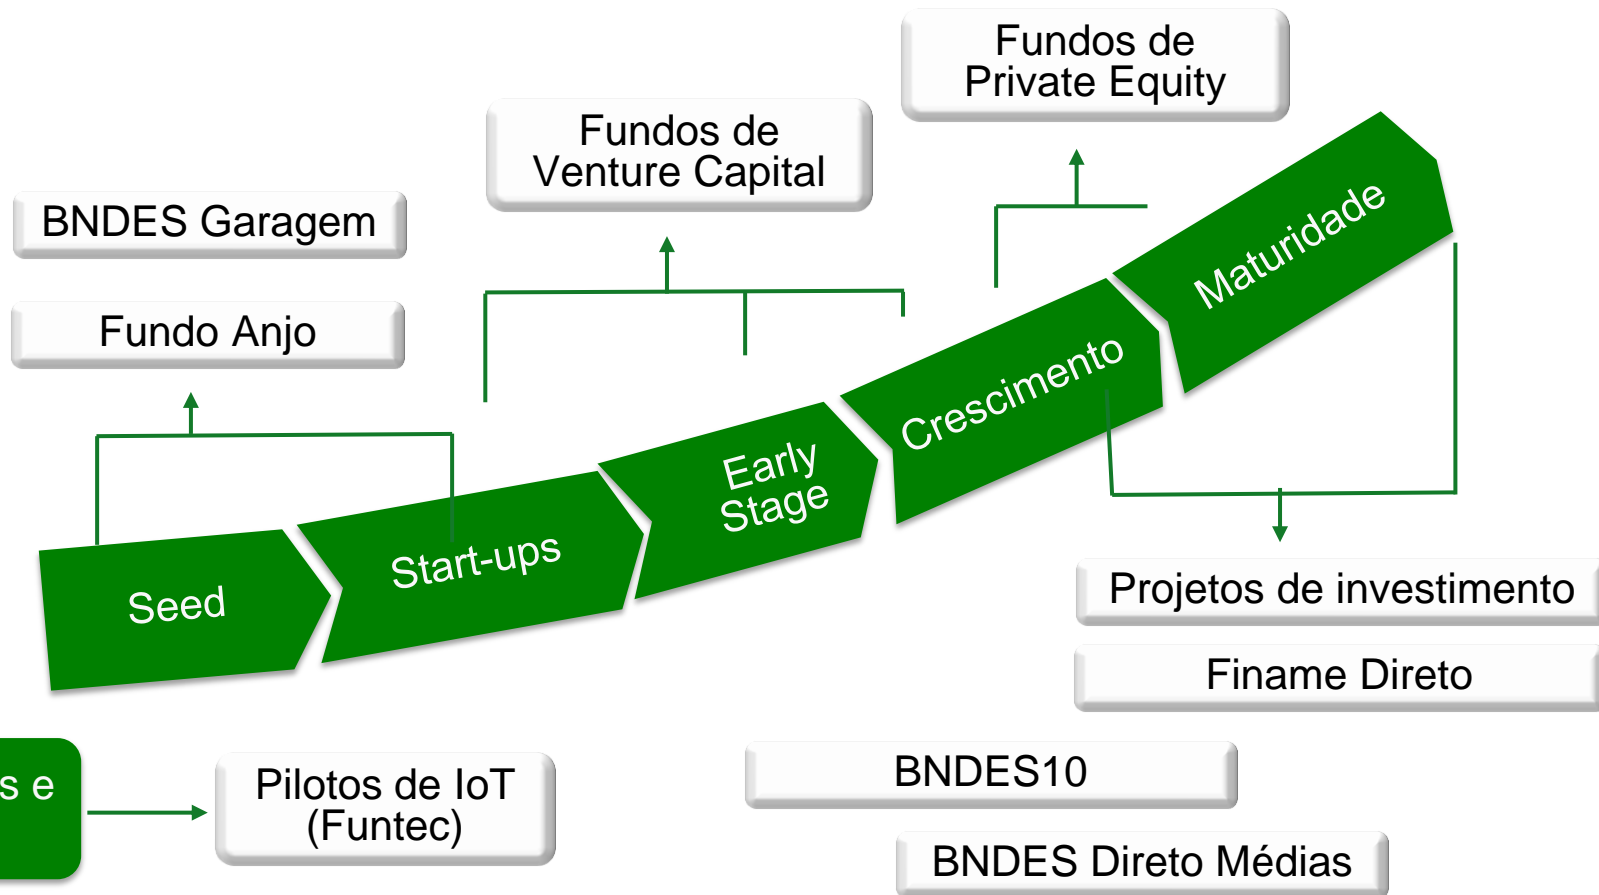 Fundos de
Private Equity
Fundos de
Venture Capital
BNDES Garagem
Fundo Anjo
Maturidade
Crescimento
Early
Stage
Start-ups
Seed
Projetos de investimento
Finame Direto
s e
Pilotos de IoT
(Funtec)
BNDES10
BNDES Direto Médias